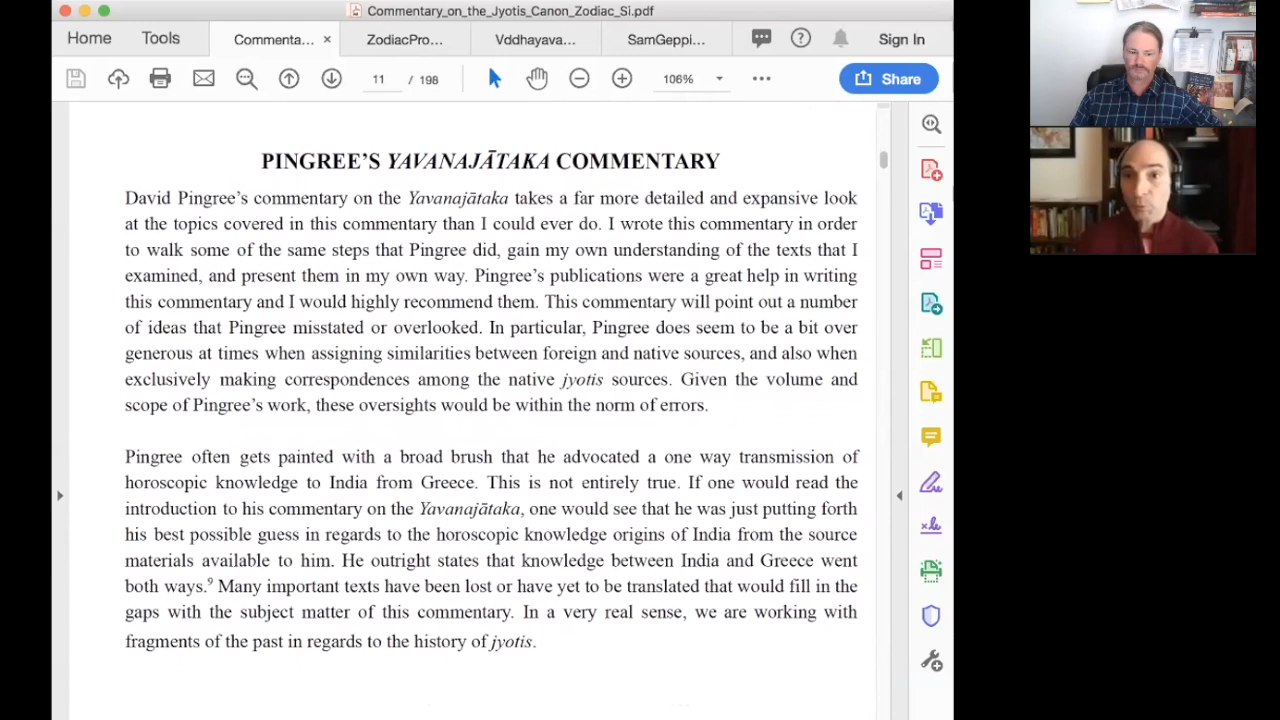 Commentary_on_the_Jyotis_Canon_Zodiac_Si.pdf
Home Tools Commenta... × ZodiacPro... Vddhayava... SamGeppi... Sign In
11 / 198 106% Share
PINGREE’S YAVANAJĀTAKA COMMENTARY
David Pingree’s commentary on the Yavanajātaka takes a far more detailed and expansive look
at the topics covered in this commentary than I could ever do. I wrote this commentary in order
to walk some of the same steps that Pingree did, gain my own understanding of the texts that I
examined, and present them in my own way. Pingree’s publications were a great help in writing
this commentary and I would highly recommend them. This commentary will point out a number
of ideas that Pingree misstated or overlooked. In particular, Pingree does seem to be a bit over
generous at times when assigning similarities between foreign and native sources, and also when
exclusively making correspondences among the native jyotis sources. Given the volume and
scope of Pingree’s work, these oversights would be within the norm of errors.
Pingree often gets painted with a broad brush that he advocated a one way transmission of
horoscopic knowledge to India from Greece. This is not entirely true. If one would read the
introduction to his commentary on the Yavanajātaka, one would see that he was just putting forth
his best possible guess in regards to the horoscopic knowledge origins of India from the source
materials available to him. He outright states that knowledge between India and Greece went
both ways.⁹ Many important texts have been lost or have yet to be translated that would fill in the
gaps with the subject matter of this commentary. In a very real sense, we are working with
fragments of the past in regards to the history of jyotis.